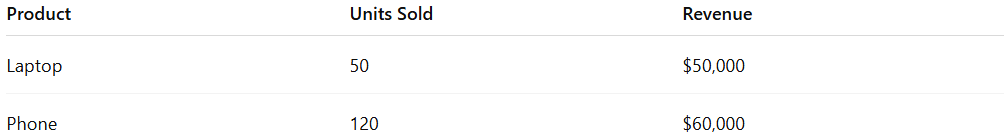 Product Units Sold Revenue
Laptop 50 $50,000
Phone 120 $60,000